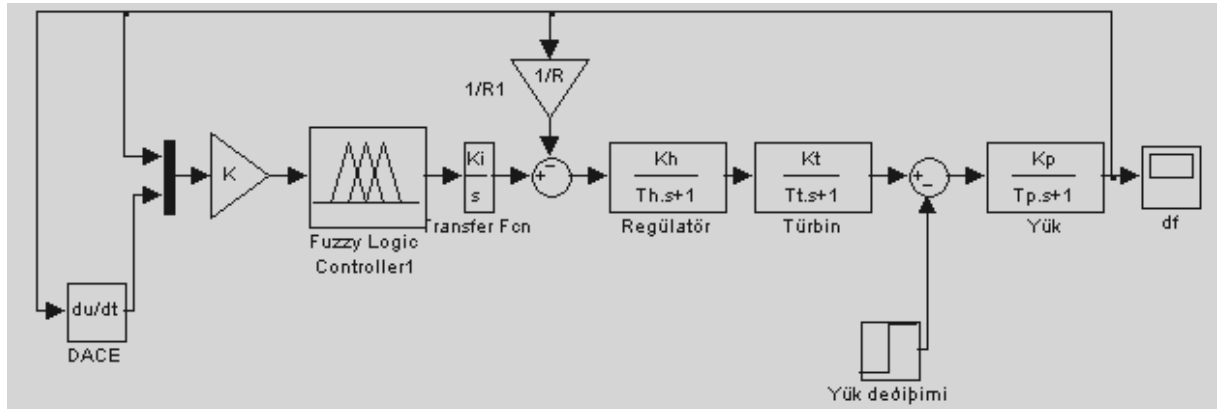 1/R
1/R1
K
Ki
s
+
−
Kh
Th.s+1
Kt
Tt.s+1
+
−
Kp
Tp.s+1
Transfer Fcn
Regülatör
Türbin
Yük
df
Fuzzy Logic
Controller1
du/dt
DACE
Yük deðiþimi